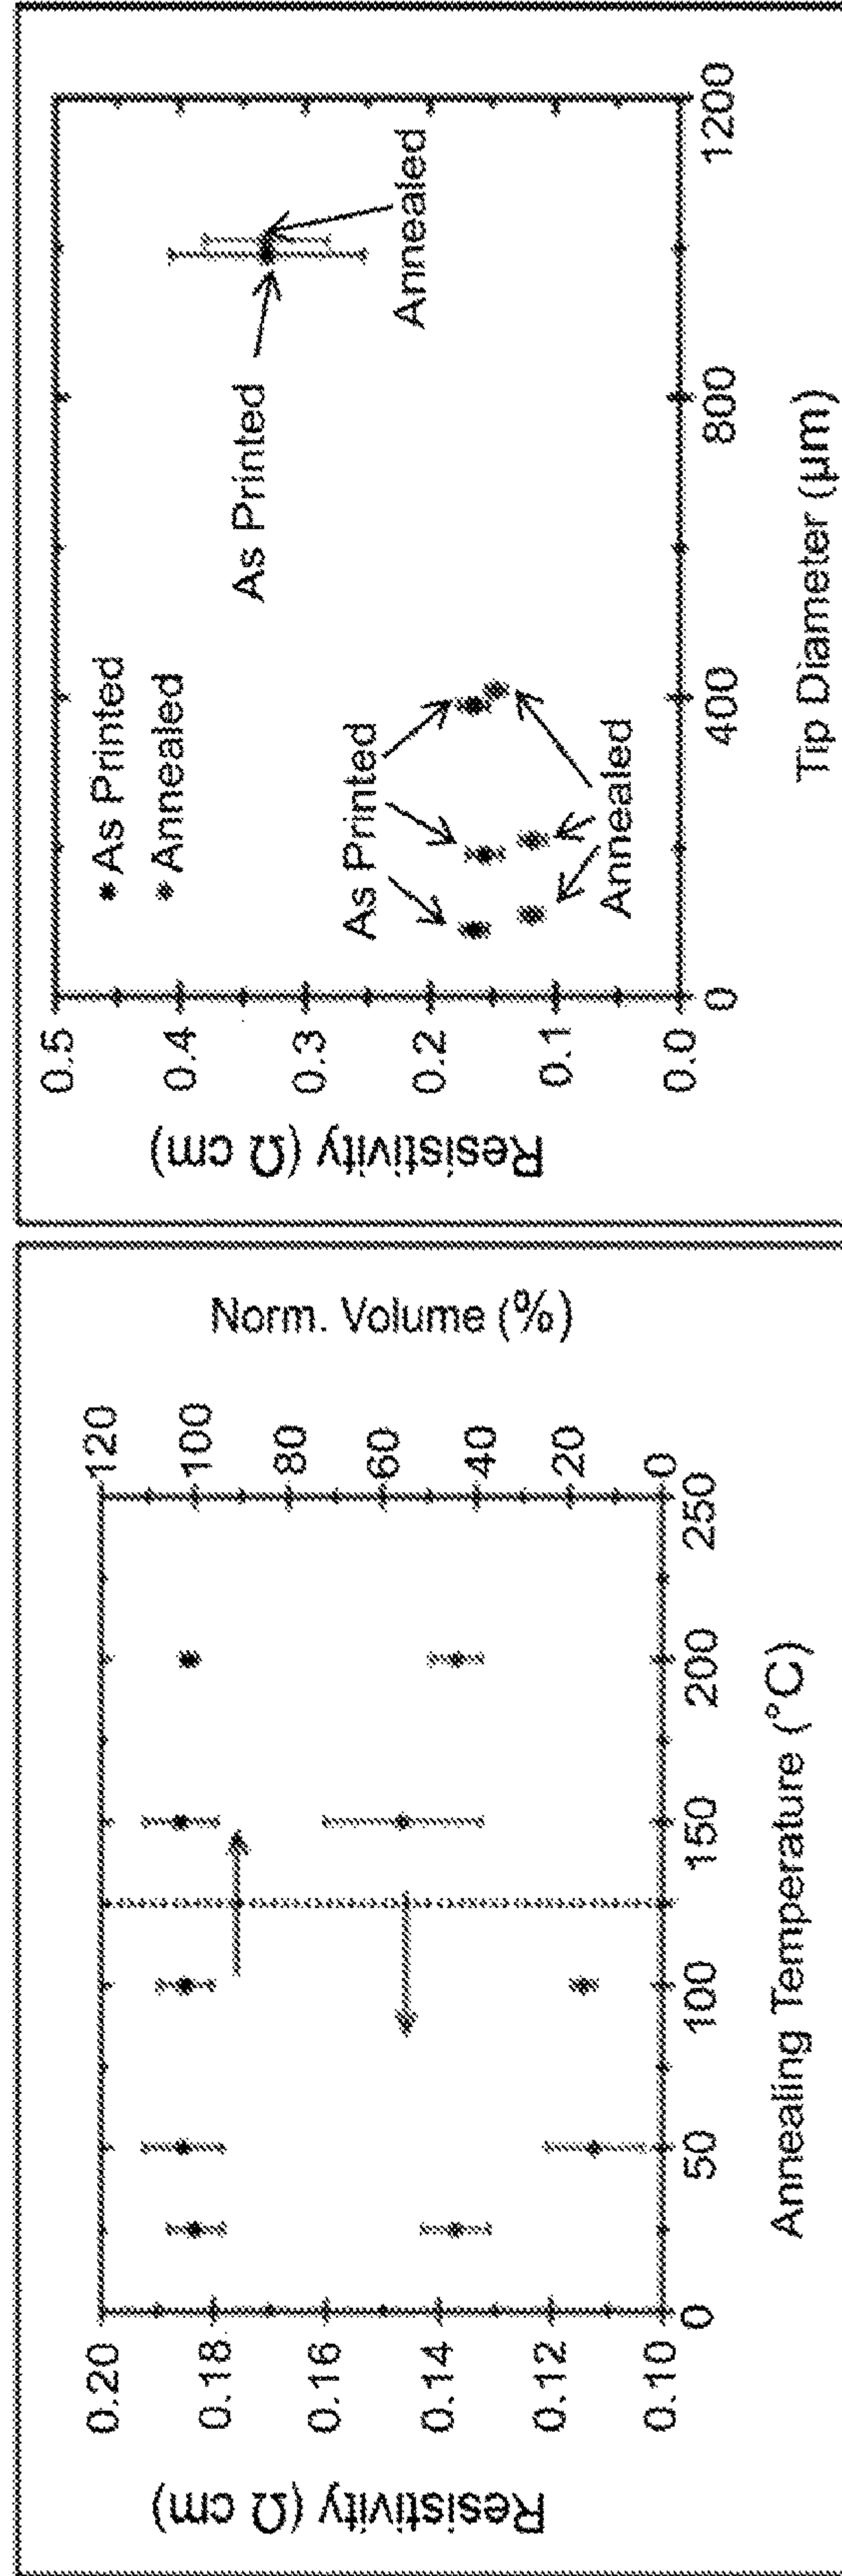 Resistivity (Ω cm)
0.20
0.18
0.16
0.14
0.12
0.10
0
50
100
150
200
250
Annealing Temperature (°C)
120
100
80
60
40
20
0
Norm. Volume (%)
Resistivity (Ω cm)
0.5
0.4
0.3
0.2
0.1
0.0
As Printed
Annealed
As Printed
Annealed
As Printed
Annealed
0
400
800
1200
Tip Diameter (µm)